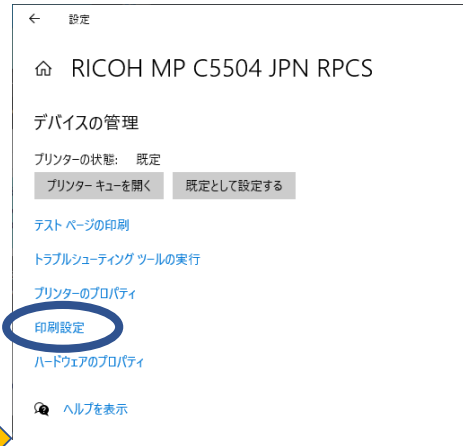 ← 設定
RICOH MP C5504 JPN RPCS
デバイスの管理
プリンターの状態: 既定
プリンター キューを開く 既定として設定する
テスト ページの印刷
トラブルシューティング ツールの実行
プリンターのプロパティ
印刷設定
ハードウェアのプロパティ
ヘルプを表示